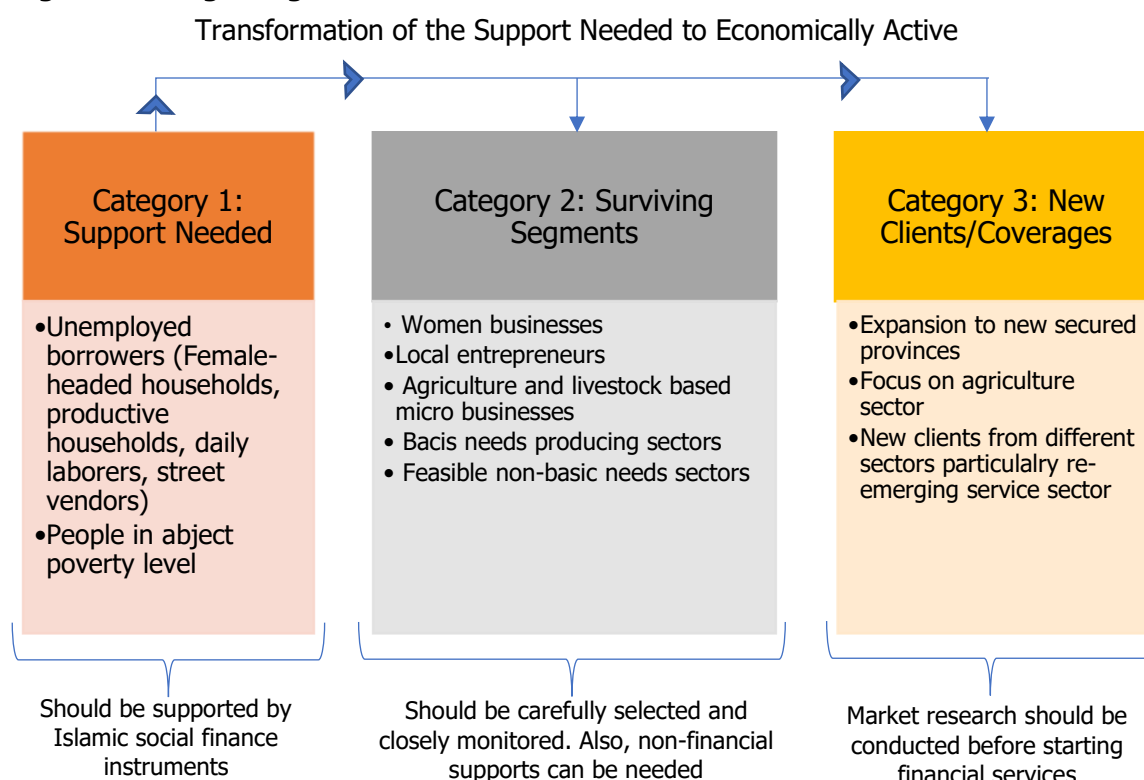 Transformation of the Support Needed to Economically Active
Category 1:
Support Needed
•Unemployed
borrowers (Female-
headed households,
productive
households, daily
laborers, street
vendors)
•People in abject
poverty level
Should be supported by
Islamic social finance
instruments
Category 2: Surviving
Segments
• Women businesses
•Local entrepreneurs
• Agriculture and livestock based
micro businesses
• Bacis needs producing sectors
• Feasible non-basic needs sectors
Should be carefully selected and
closely monitored. Also, non-financial
supports can be needed
Category 3: New
Clients/Coverages
•Expansion to new secured
provinces
•Focus on agriculture
sector
•New clients from different
sectors particulalry re-
emerging service sector
Market research should be
conducted before starting
financial services